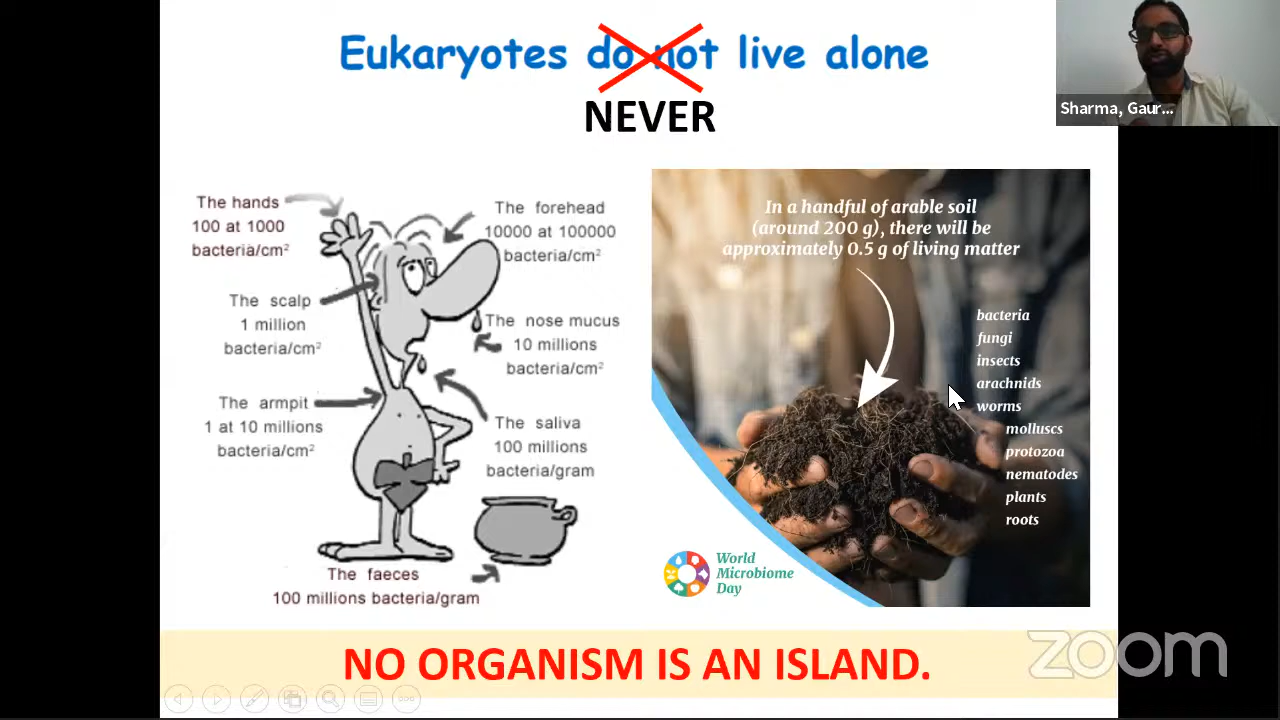 Eukaryotes do not live alone
NEVER
Sharma, Gaur...
The hands
100 at 1000
bacteria/cm²
The forehead
10000 at 100000
bacteria/cm²
The scalp
1 million
bacteria/cm²
The nose mucus
10 millions
bacteria/cm²
The armpit
1 at 10 millions
bacteria/cm²
The saliva
100 millions
bacteria/gram
The faeces
100 millions bacteria/gram
In a handful of arable soil
(around 200 g), there will be
approximately 0.5 g of living matter
bacteria
fungi
insects
arachnids
worms
molluscs
protozoa
nematodes
plants
roots
World
Microbiome
Day
NO ORGANISM IS AN ISLAND.
zoom